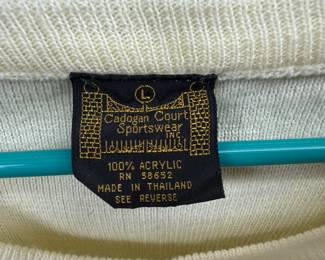 L
Cadogan Court
Sportswear
INC.
100% ACRYLIC
RN 58652
MADE IN THAILAND
SEE REVERSE